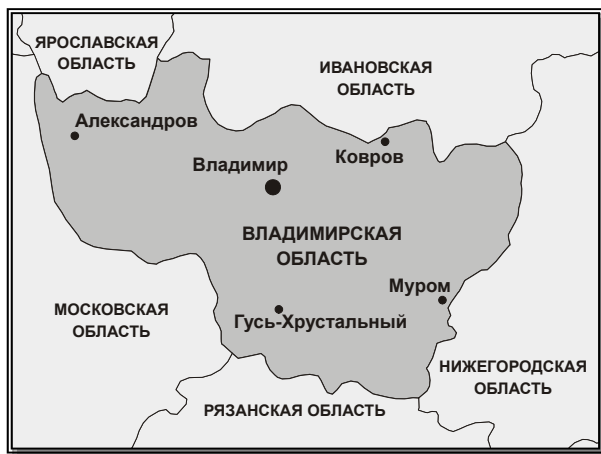 ЯРОСЛАВСКАЯ
ОБЛАСТЬ
ИВАНОВСКАЯ
ОБЛАСТЬ
Александров
Владимир
Ковров
ВЛАДИМИРСКАЯ
ОБЛАСТЬ
Муром
МОСКОВСКАЯ
ОБЛАСТЬ
Гусь-Хрустальный
НИЖЕГОРОДСКАЯ
ОБЛАСТЬ
РЯЗАНСКАЯ ОБЛАСТЬ